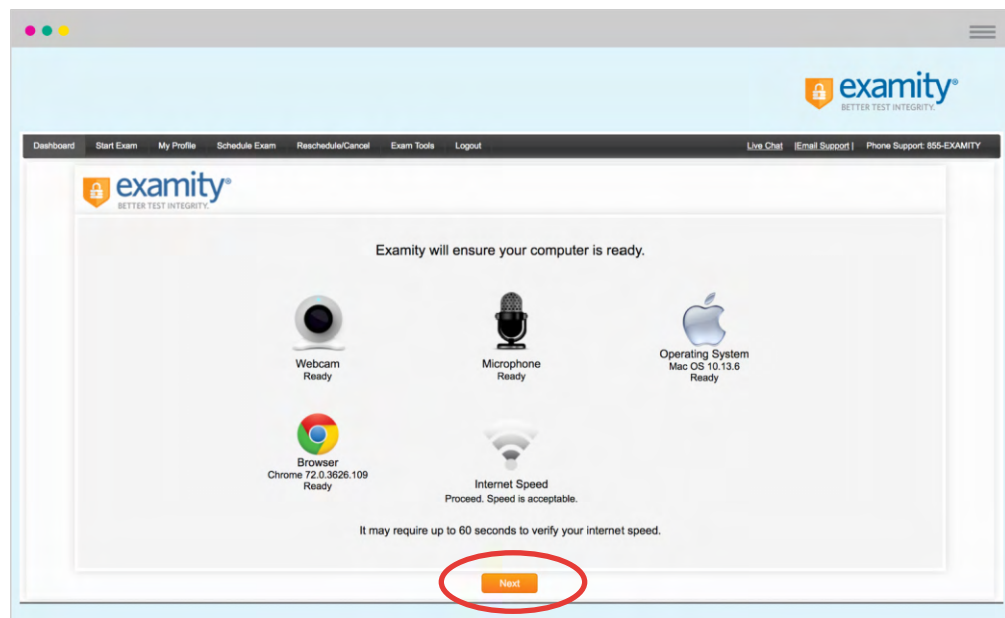 examity®
BETTER TEST INTEGRITY.
Dashboard Start Exam My Profile Schedule Exam Reschedule/Cancel Exam Tools Logout Live Chat |Email Support| Phone Support: 855-EXAMITY
examity®
BETTER TEST INTEGRITY.
Examity will ensure your computer is ready.
Webcam
Ready
Microphone
Ready
Operating System
Mac OS 10.13.6
Ready
Browser
Chrome 72.0.3626.109
Ready
Internet Speed
Proceed. Speed is acceptable.
It may require up to 60 seconds to verify your internet speed.
Next